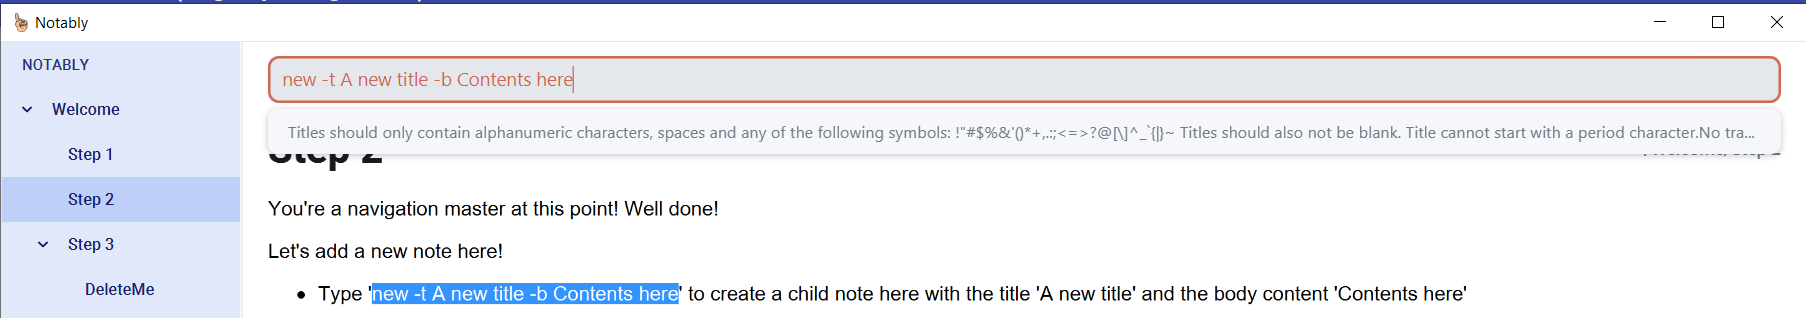 Notably
NOTABLY
Welcome
Step 1
Step 2
Step 3
DeleteMe
new -t A new title -b Contents here
Titles should only contain alphanumeric characters, spaces and any of the following symbols: !"#$%&'()*+,.:;<=>?@[\]^_`{|}~ Titles should also not be blank. Title cannot start with a period character.No tra...
Step 2
You're a navigation master at this point! Well done!
Let's add a new note here!
• Type 'new -t A new title -b Contents here' to create a child note here with the title 'A new title' and the body content 'Contents here'